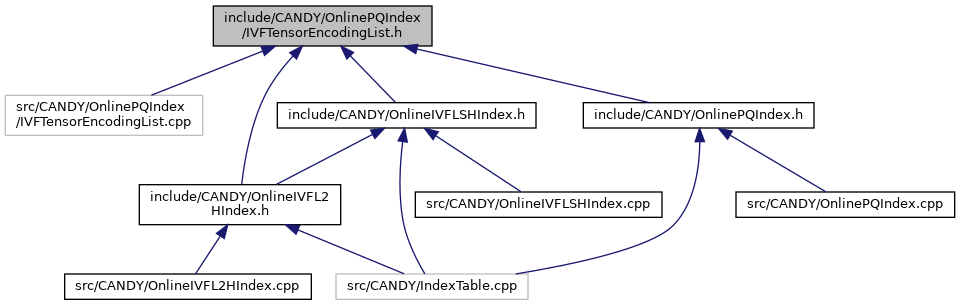 include/CANDY/OnlinePQIndex
/IVFTensorEncodingList.h
src/CANDY/OnlinePQIndex
/IVFTensorEncodingList.cpp
include/CANDY/OnlineIVFLSHIndex.h
include/CANDY/OnlinePQIndex.h
include/CANDY/OnlineIVFL2
HIndex.h
src/CANDY/OnlineIVFLSHIndex.cpp
src/CANDY/OnlinePQIndex.cpp
src/CANDY/OnlineIVFL2HIndex.cpp
src/CANDY/IndexTable.cpp